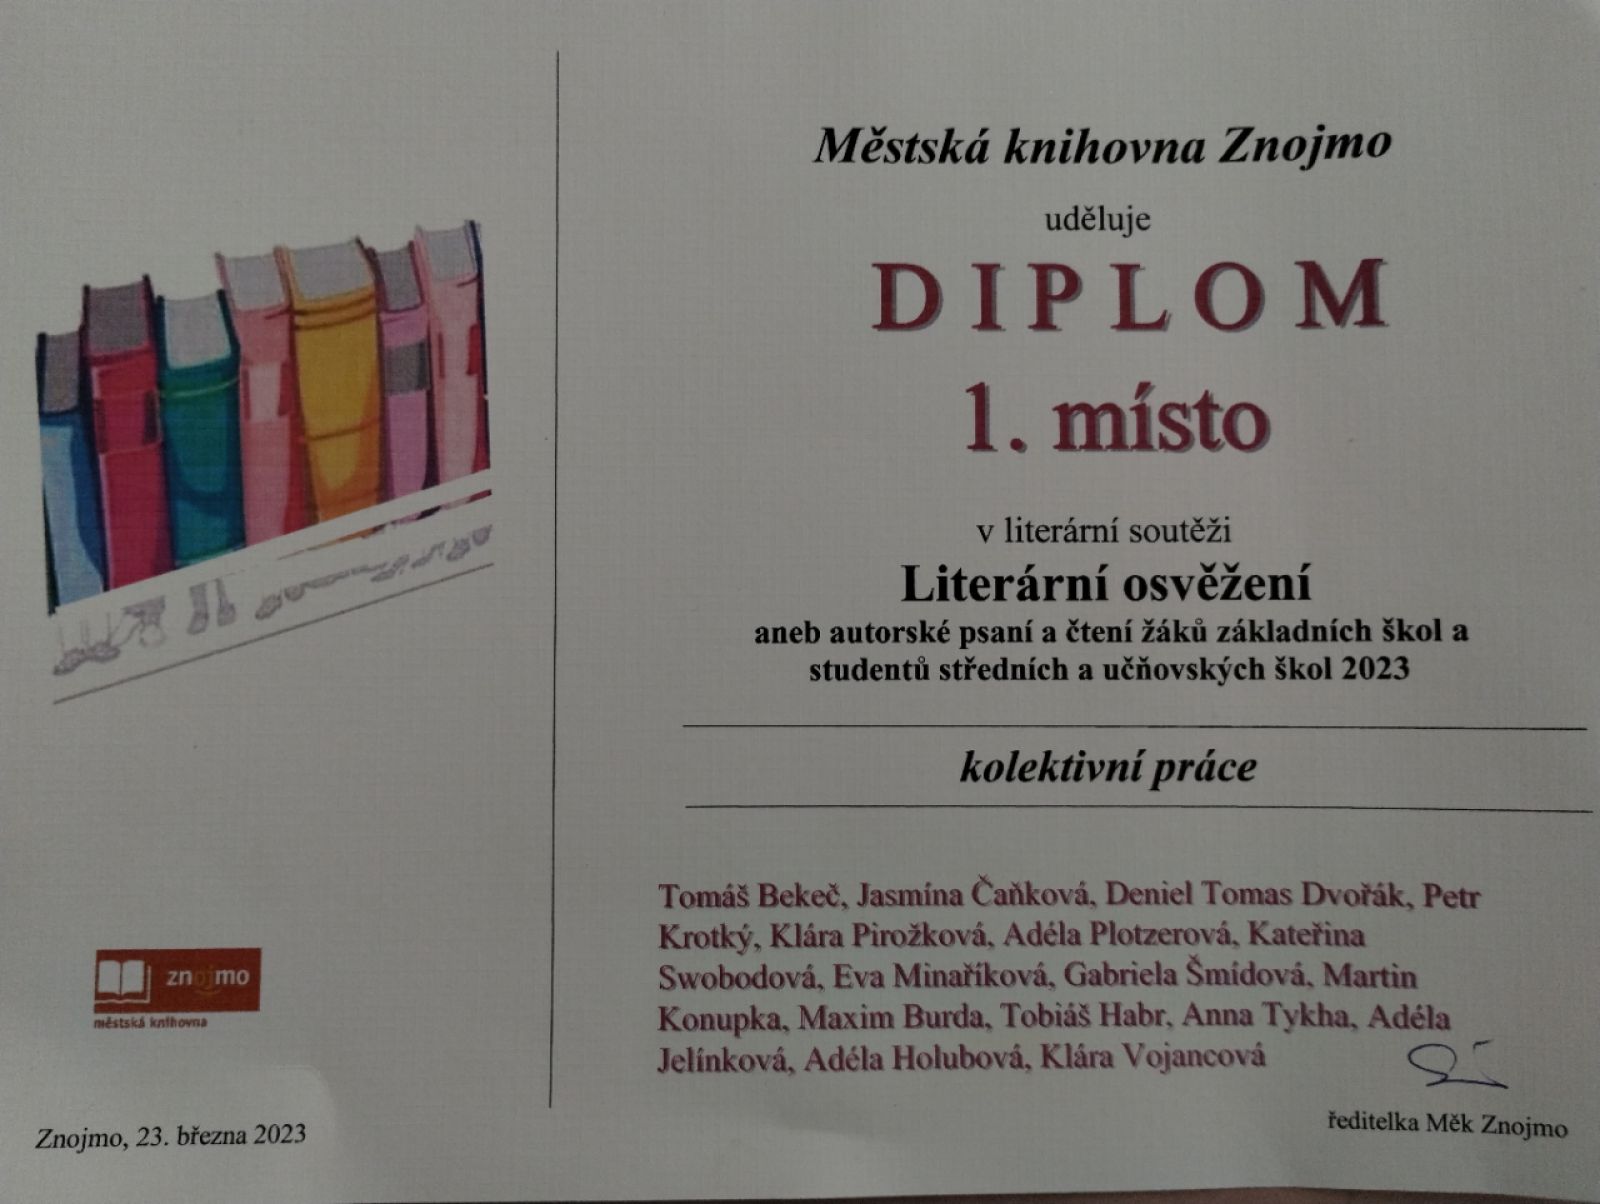 Městská knihovna Znojmo
uděluje
DIPLOM
1. místo
v literární soutěži
Literární osvěžení
aneb autorské psaní a čtení žáků základních škol a
studentů středních a učňovských škol 2023
kolektivní práce
Tomáš Bekeč, Jasmína Čaňková, Deniel Tomas Dvořák, Petr
Krotký, Klára Pirožková, Adéla Plotzerová, Kateřina
Swobodová, Eva Minaříková, Gabriela Šmídová, Martin
Konupka, Maxim Burda, Tobiáš Habr, Anna Tykha, Adéla
Jelínková, Adéla Holubová, Klára Vojancová
ředitelka Měk Znojmo
znojmo
městská knihovna
Znojmo, 23. března 2023